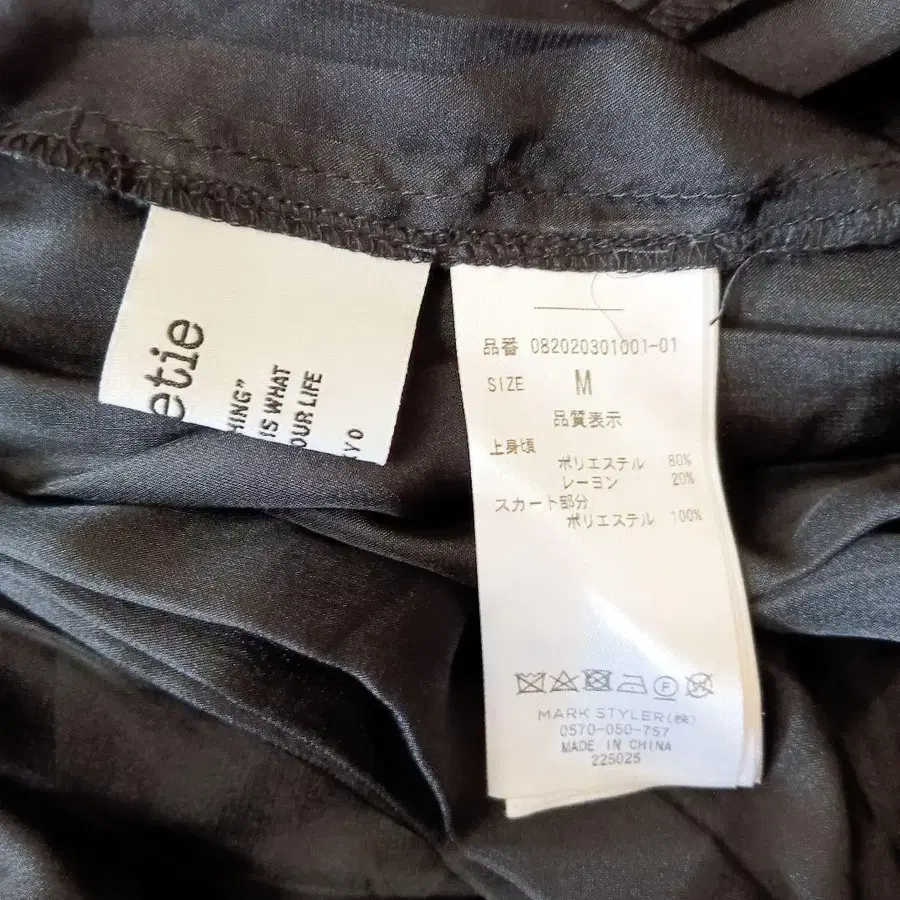 etie
HING"
IS WHAT
OUR LIFE
YO
品番 082020301001-01
SIZE M
品質表示
上身頃
ポリエステル 80%
レーヨン 20%
スカート部分
ポリエステル 100%
F
MARK STYLER(株)
0570-050-757
MADE IN CHINA
225025